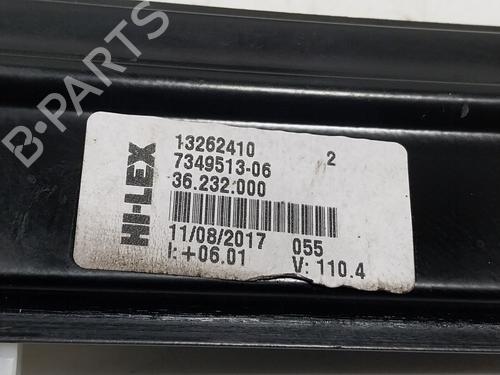 HI-LEX
13262410 2
7349513-06
36.232.000
11/08/2017 055
I:+06.01 V: 110.4
B-PARTS